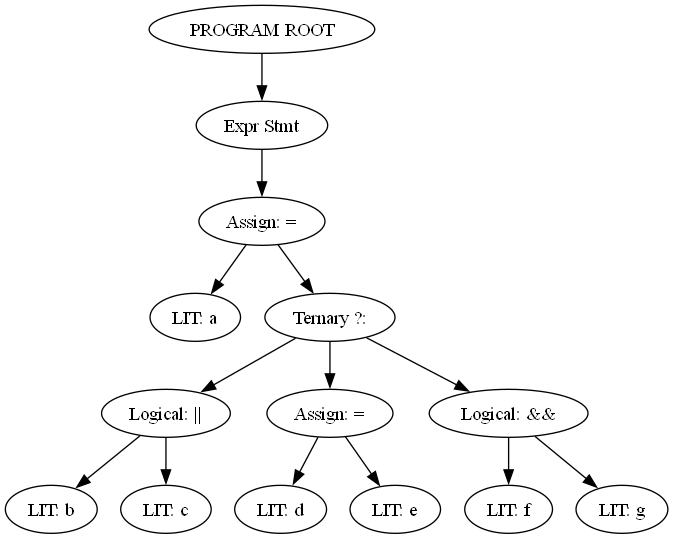 PROGRAM ROOT
Expr Stmt
Assign: =
LIT: a
Ternary ?:
Logical: ||
Assign: =
Logical: &&
LIT: b
LIT: c
LIT: d
LIT: e
LIT: f
LIT: g